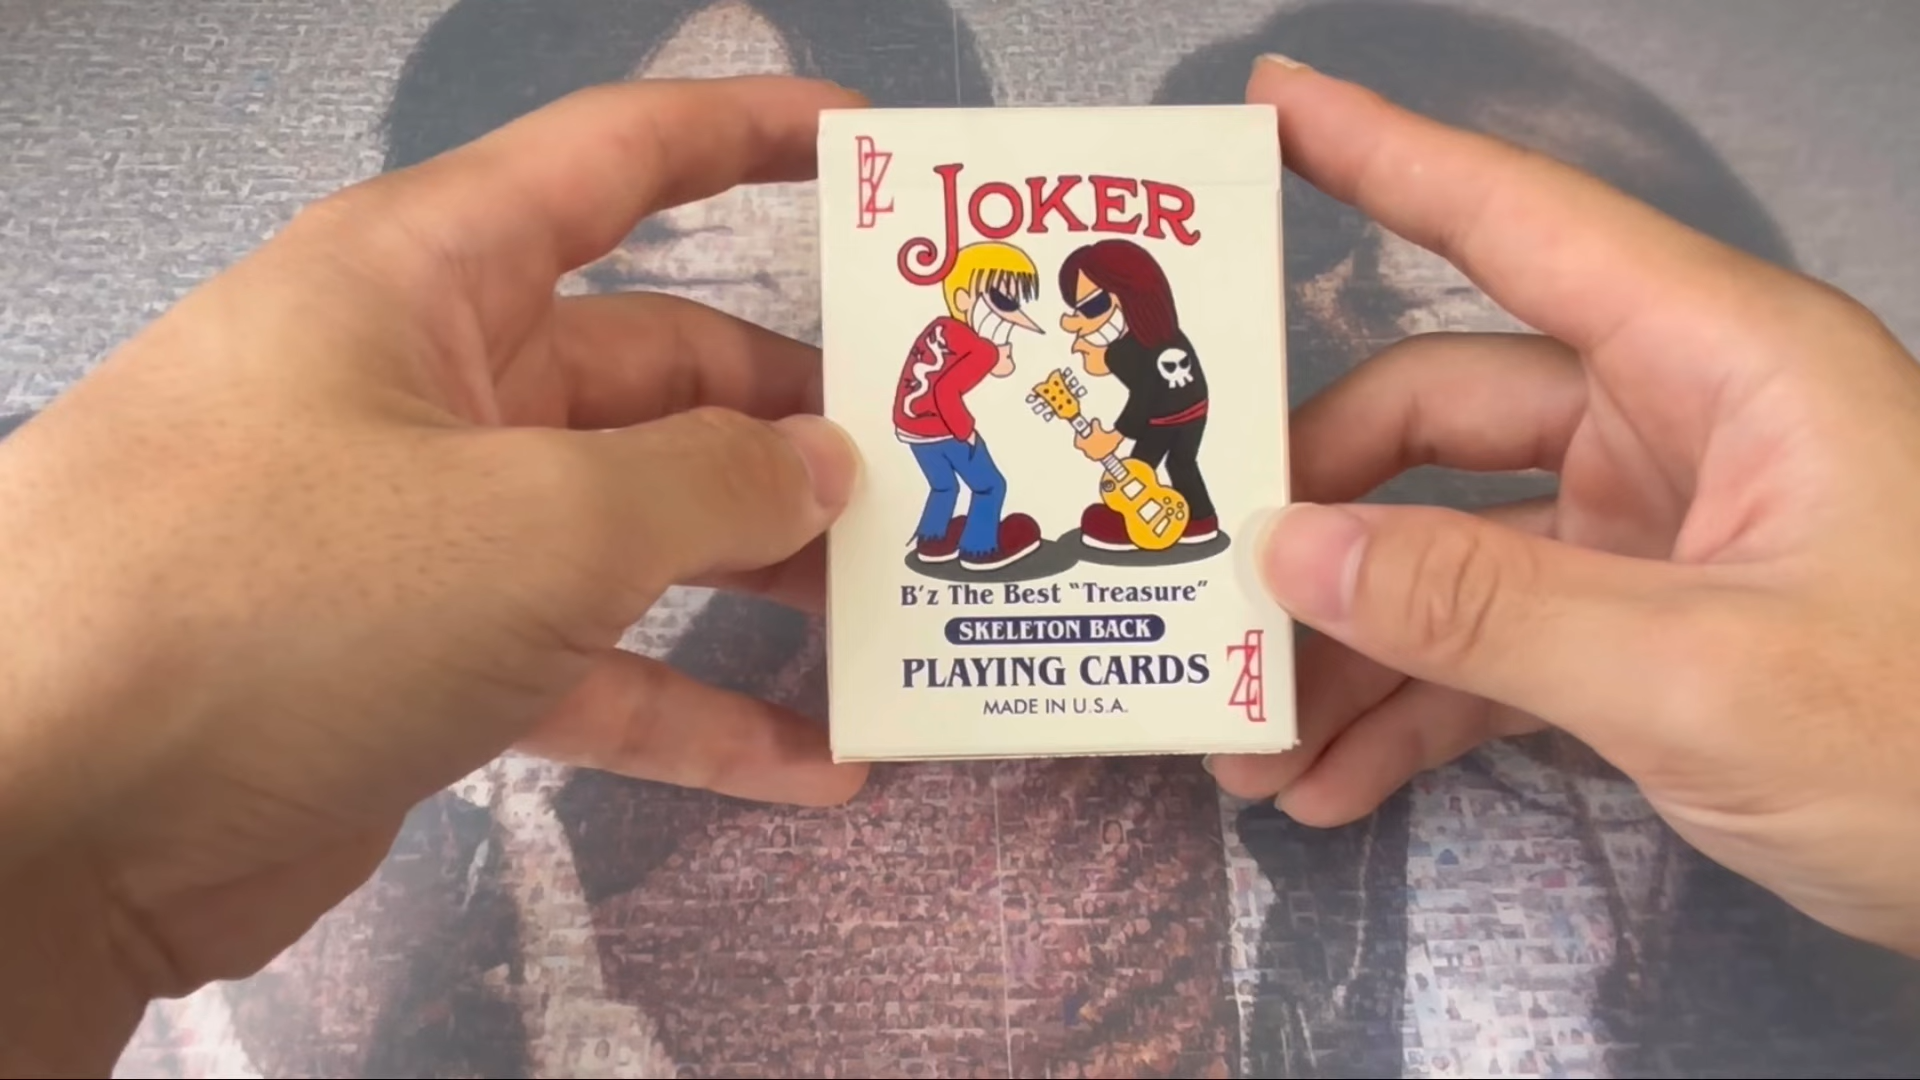 B'z
JOKER
B'z The Best "Treasure"
SKELETON BACK
PLAYING CARDS
MADE IN U.S.A.
B'z